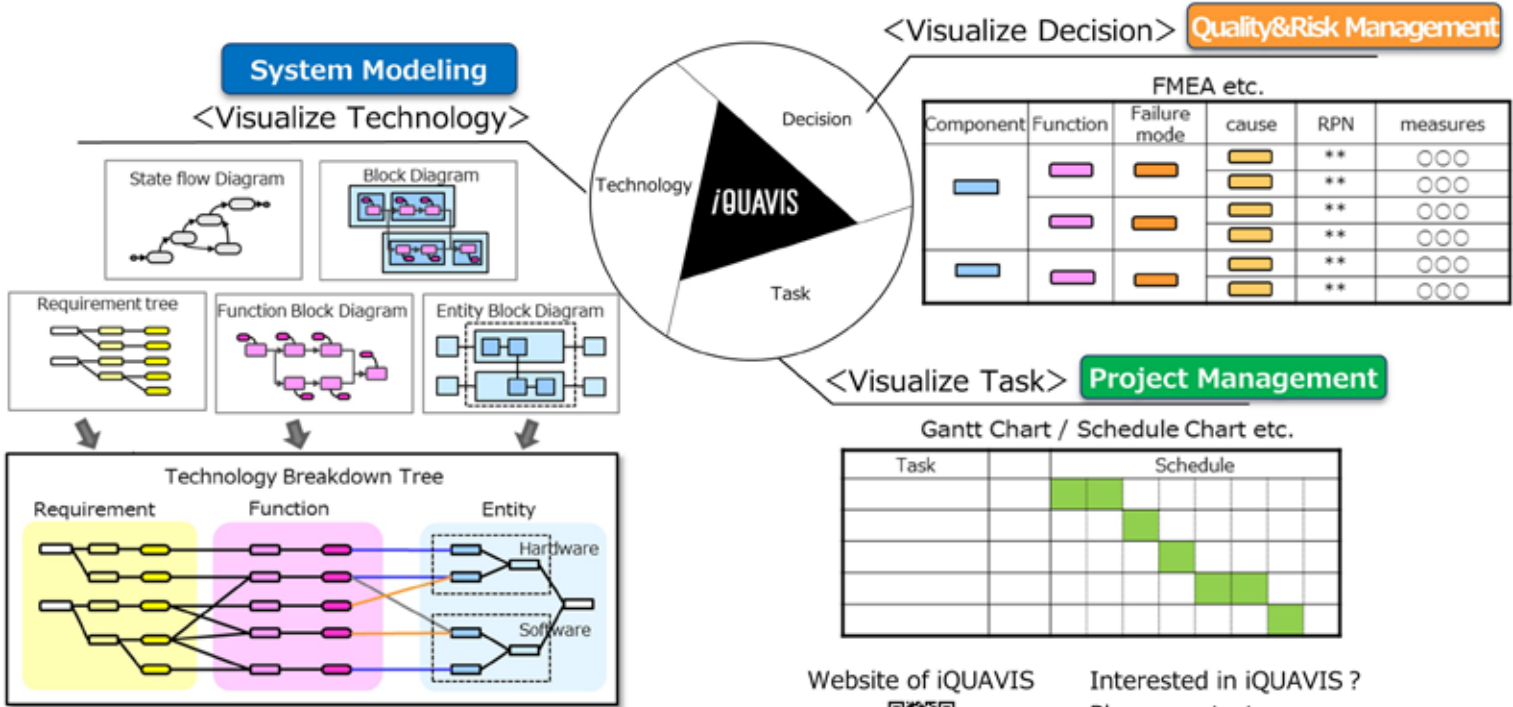 System Modeling
<Visualize Technology>
State flow Diagram
Block Diagram
Requirement tree
Function Block Diagram
Entity Block Diagram
Technology Breakdown Tree
Requirement
Function
Entity
Hardware
Software
Technology
Decision
Task
iQUAVIS
<Visualize Decision>
Quality&Risk Management
FMEA etc.
Component
Function
Failure
mode
cause
RPN
measures
**
○○○
**
○○○
**
○○○
**
○○○
**
○○○
**
○○○
<Visualize Task>
Project Management
Gantt Chart / Schedule Chart etc.
Task
Schedule
Website of iQUAVIS
Interested in iQUAVIS ?